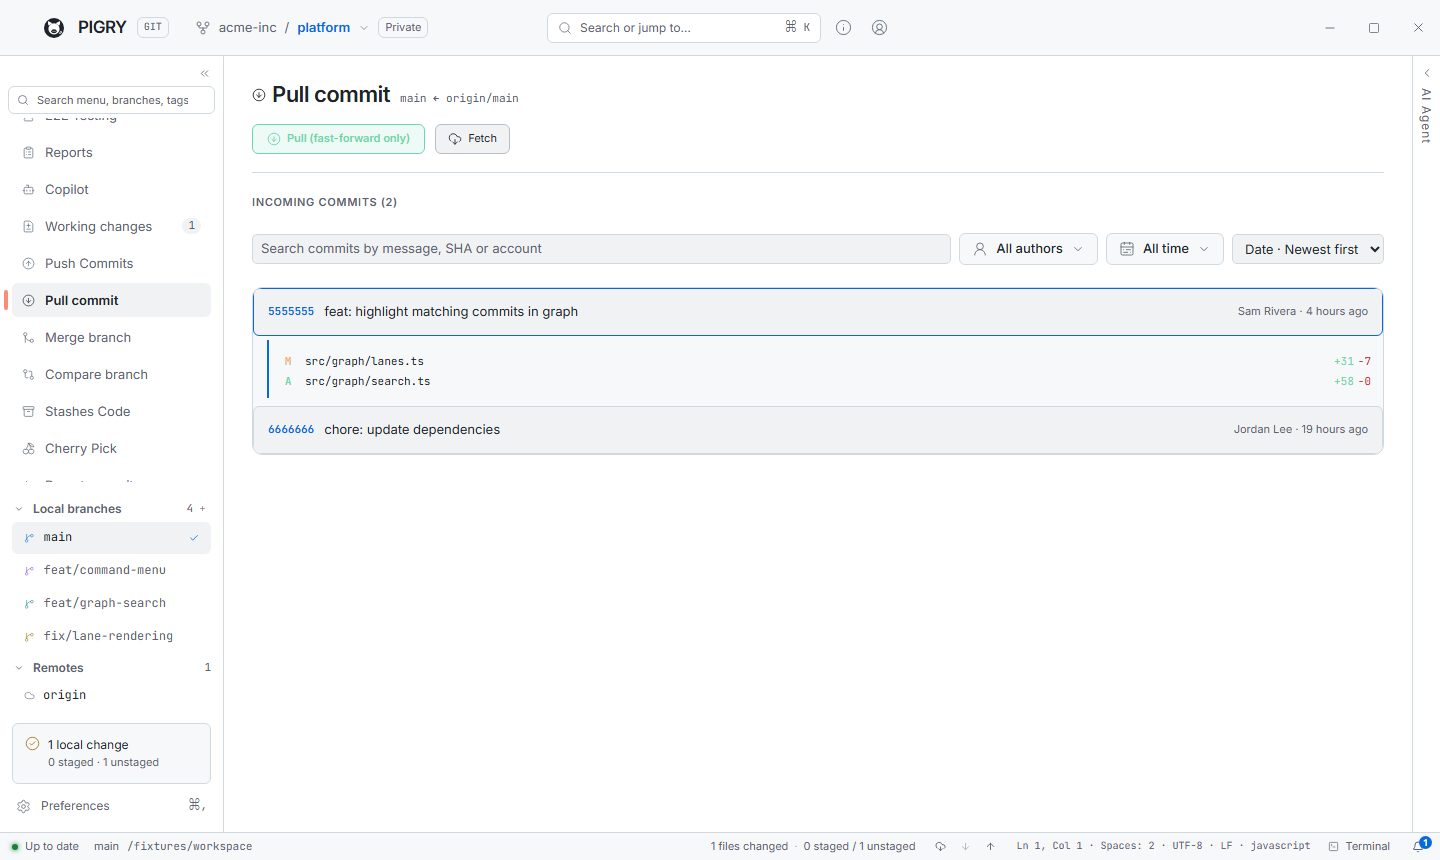 PIGRY GIT acme-inc / platform Private Search or jump to... ⌘ K
Search menu, branches, tags
E2E Testing
Reports
Copilot
Working changes 1
Push Commits
Pull commit
Merge branch
Compare branch
Stashes Code
Cherry Pick
Local branches 4 +
main
feat/command-menu
feat/graph-search
fix/lane-rendering
Remotes 1
origin
1 local change
0 staged · 1 unstaged
Preferences ⌘,
Pull commit main ← origin/main
Pull (fast-forward only) Fetch
INCOMING COMMITS (2)
Search commits by message, SHA or account All authors All time Date · Newest first
5555555 feat: highlight matching commits in graph Sam Rivera · 4 hours ago
M src/graph/lanes.ts +31 -7
A src/graph/search.ts +58 -0
6666666 chore: update dependencies Jordan Lee · 19 hours ago
AI Agent
Up to date main /fixtures/workspace 1 files changed · 0 staged / 1 unstaged Ln 1, Col 1 · Spaces: 2 · UTF-8 · LF · javascript Terminal 1